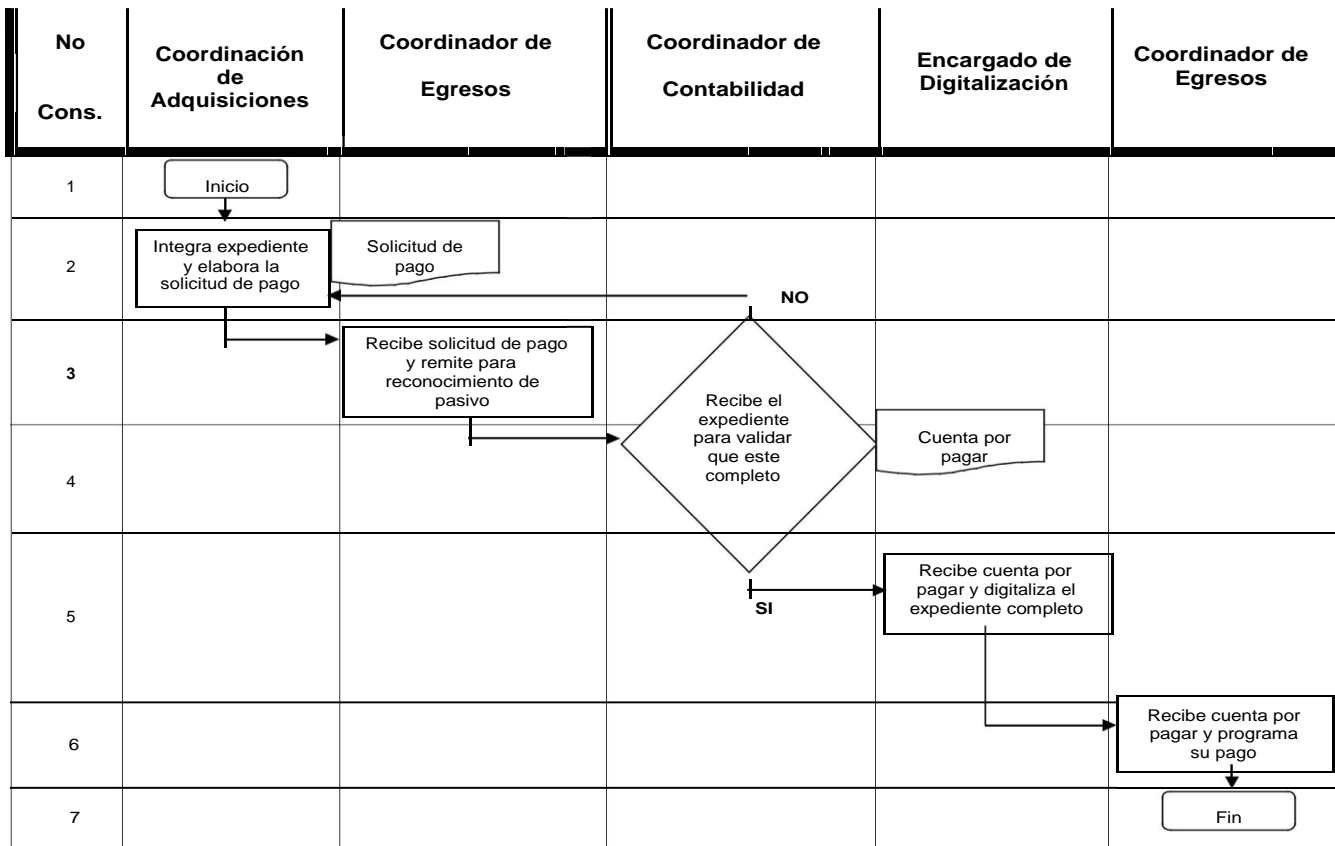 No
Cons.
Coordinación
de
Adquisiciones
Coordinador de
Egresos
Coordinador de
Contabilidad
Encargado de
Digitalización
Coordinador de
Egresos
1
Inicio
2
Integra expediente
y elabora la
solicitud de pago
Solicitud de
pago
NO
3
Recibe solicitud de pago
y remite para
reconocimiento de
pasivo
Recibe el
expediente
para validar
que este
completo
4
Cuenta por
pagar
5
SI
Recibe cuenta por
pagar y digitaliza el
expediente completo
6
Recibe cuenta por
pagar y programa
su pago
7
Fin